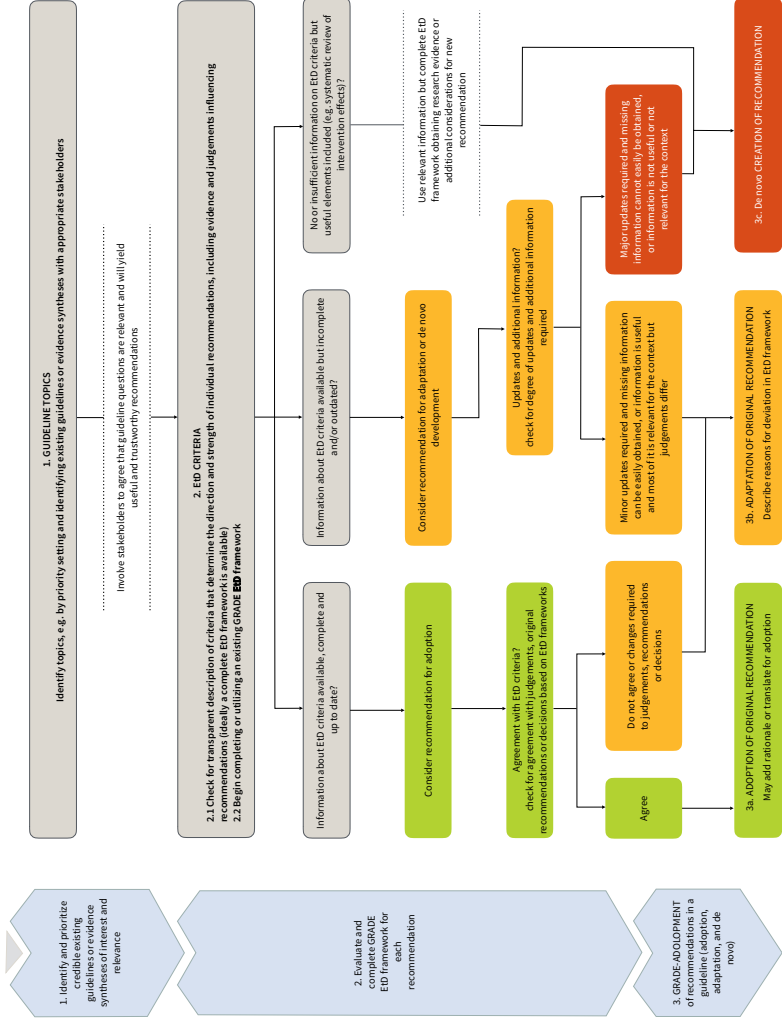 1. GUIDELINE TOPICS
Identify topics, e.g. by priority setting and identifying existing guidelines or evidence syntheses with appropriate stakeholders
Involve stakeholders to agree that guideline questions are relevant and will yield
useful and trustworthy recommendations
2. EtD CRITERIA
2.1 Check for transparent description of criteria that determine the direction and strength of individual recommendations, including evidence and judgements influencing
recommendations (ideally a complete EtD framework is available)
2.2 Begin completing or utilizing an existing GRADE EtD framework
Information about EtD criteria available, complete and
up to date?
Information about EtD criteria available but incomplete
and/or outdated?
No or insufficient information on EtD criteria but
useful elements included (e.g. systematic review of
intervention effects)?
Consider recommendation for adoption
Consider recommendation for adaptation or de novo
development
Use relevant information but complete EtD
framework obtaining research evidence or
additional considerations for new
recommendation
Agreement with EtD criteria?
check for agreement with judgements, original
recommendations or decisions based on EtD frameworks
Updates and additional information?
check for degree of updates and additional information
required
Agree
Do not agree or changes required
to judgements, recommendations
or decisions
Minor updates required and missing information
can be easily obtained, or information is useful
and most of it is relevant for the context but
judgements differ
Major updates required and missing
information cannot easily be obtained,
or information is not useful or not
relevant for the context
3a. ADOPTION OF ORIGINAL RECOMMENDATION
May add rationale or translate for adoption
3b. ADAPTATION OF ORIGINAL RECOMMENDATION
Describe reasons for deviation in EtD framework
3c. De novo CREATION OF RECOMMENDATION
1. Identify and prioritize
credible existing
guidelines or evidence
syntheses of interest and
relevance
2. Evaluate and
complete GRADE
EtD framework for
each
recommendation
3. GRADE-ADOLOPMENT
of recommendations in a
guideline (adoption,
adaptation, and de
novo)